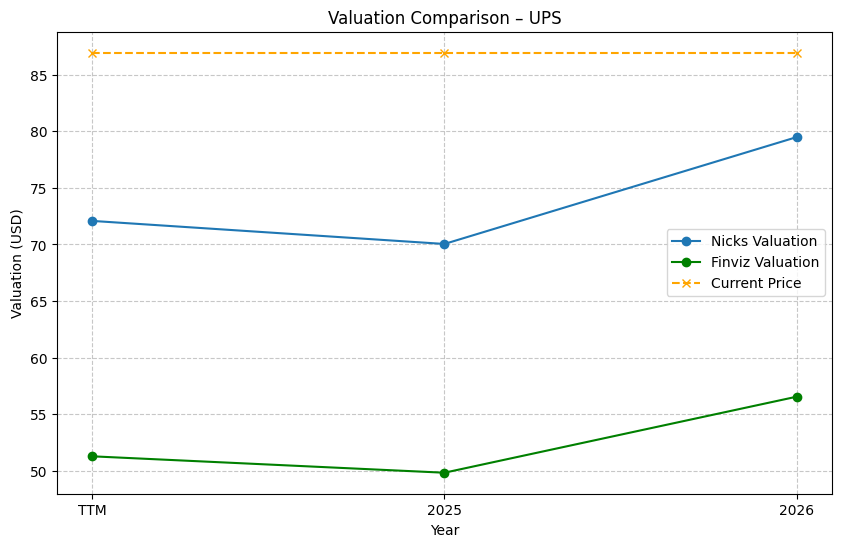 Valuation Comparison – UPS
Valuation (USD)
85
80
75
70
65
60
55
50
Nicks Valuation
Finviz Valuation
Current Price
TTM
2025
2026
Year